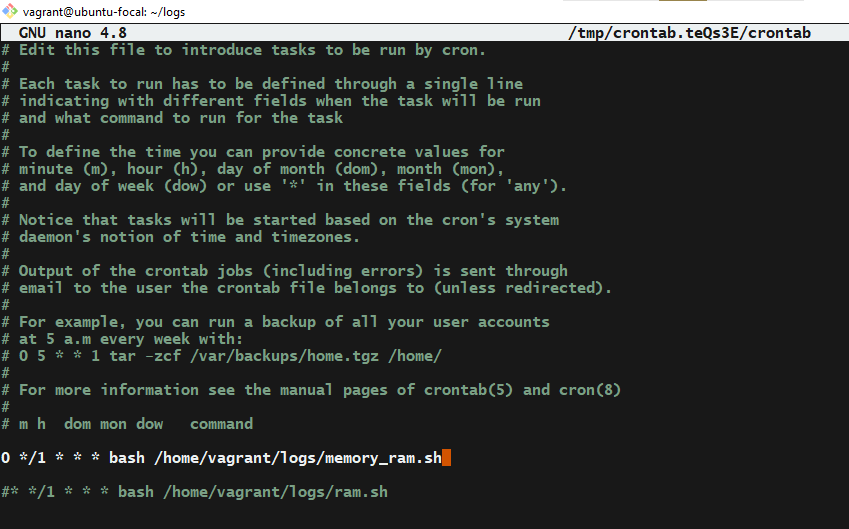 vagrant@ubuntu-focal: ~/logs
GNU nano 4.8 /tmp/crontab.teQs3E/crontab
# Edit this file to introduce tasks to be run by cron.
#
# Each task to run has to be defined through a single line
# indicating with different fields when the task will be run
# and what command to run for the task
#
# To define the time you can provide concrete values for
# minute (m), hour (h), day of month (dom), month (mon),
# and day of week (dow) or use '*' in these fields (for 'any').
#
# Notice that tasks will be started based on the cron's system
# daemon's notion of time and timezones.
#
# Output of the crontab jobs (including errors) is sent through
# email to the user the crontab file belongs to (unless redirected).
#
# For example, you can run a backup of all your user accounts
# at 5 a.m every week with:
# 0 5 * * 1 tar -zcf /var/backups/home.tgz /home/
#
# For more information see the manual pages of crontab(5) and cron(8)
#
# m h  dom mon dow   command
0 */1 * * * bash /home/vagrant/logs/memory_ram.sh
#* */1 * * * bash /home/vagrant/logs/ram.sh